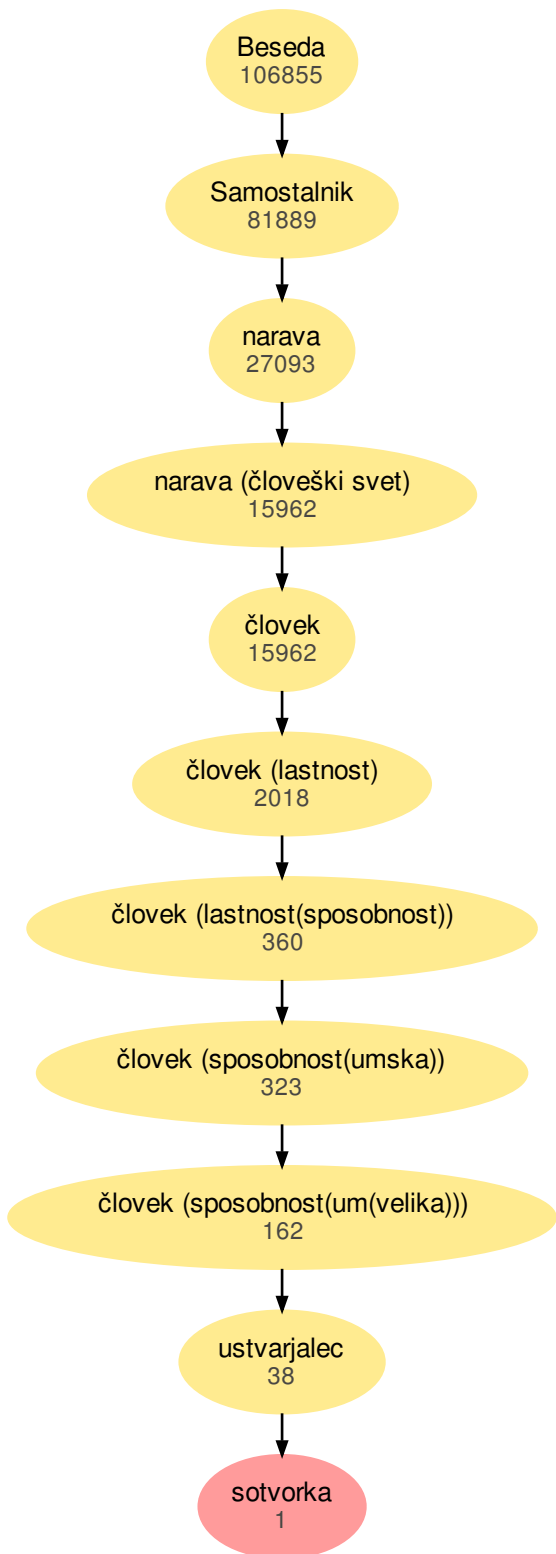 Beseda
106855
Samostalnik
81889
narava
27093
narava (človeški svet)
15962
človek
15962
človek (lastnost)
2018
človek (lastnost(sposobnost))
360
človek (sposobnost(umska))
323
človek (sposobnost(um(velika)))
162
ustvarjalec
38
sotvorka
1